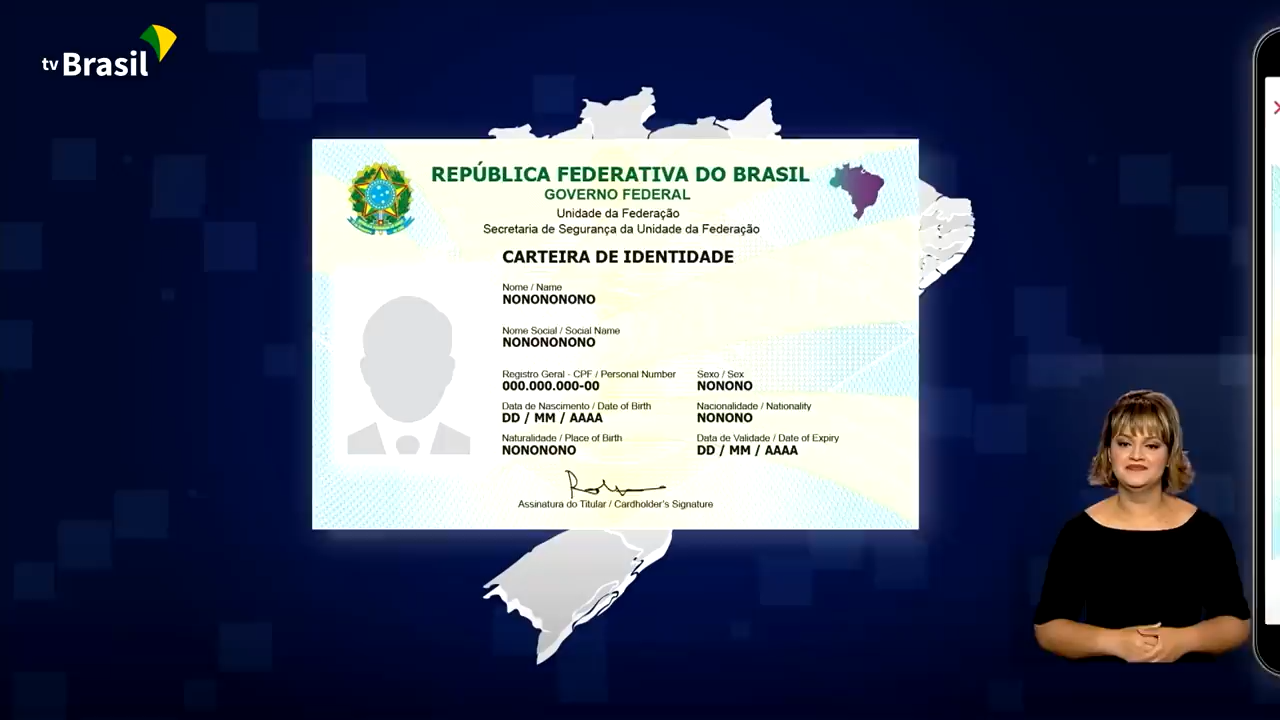 tv Brasil
REPÚBLICA FEDERATIVA DO BRASIL
GOVERNO FEDERAL
Unidade da Federação
Secretaria de Segurança da Unidade da Federação
CARTEIRA DE IDENTIDADE
Nome / Name
NONONONONO
Nome Social / Social Name
NONONONONO
Registro Geral - CPF / Personal Number Sexo / Sex
000.000.000-00 NONONO
Data de Nascimento / Date of Birth Nacionalidade / Nationality
DD / MM / AAAA NONONO
Naturalidade / Place of Birth Data de Validade / Date of Expiry
NONONONO DD / MM / AAAA
Assinatura do Titular / Cardholder's Signature